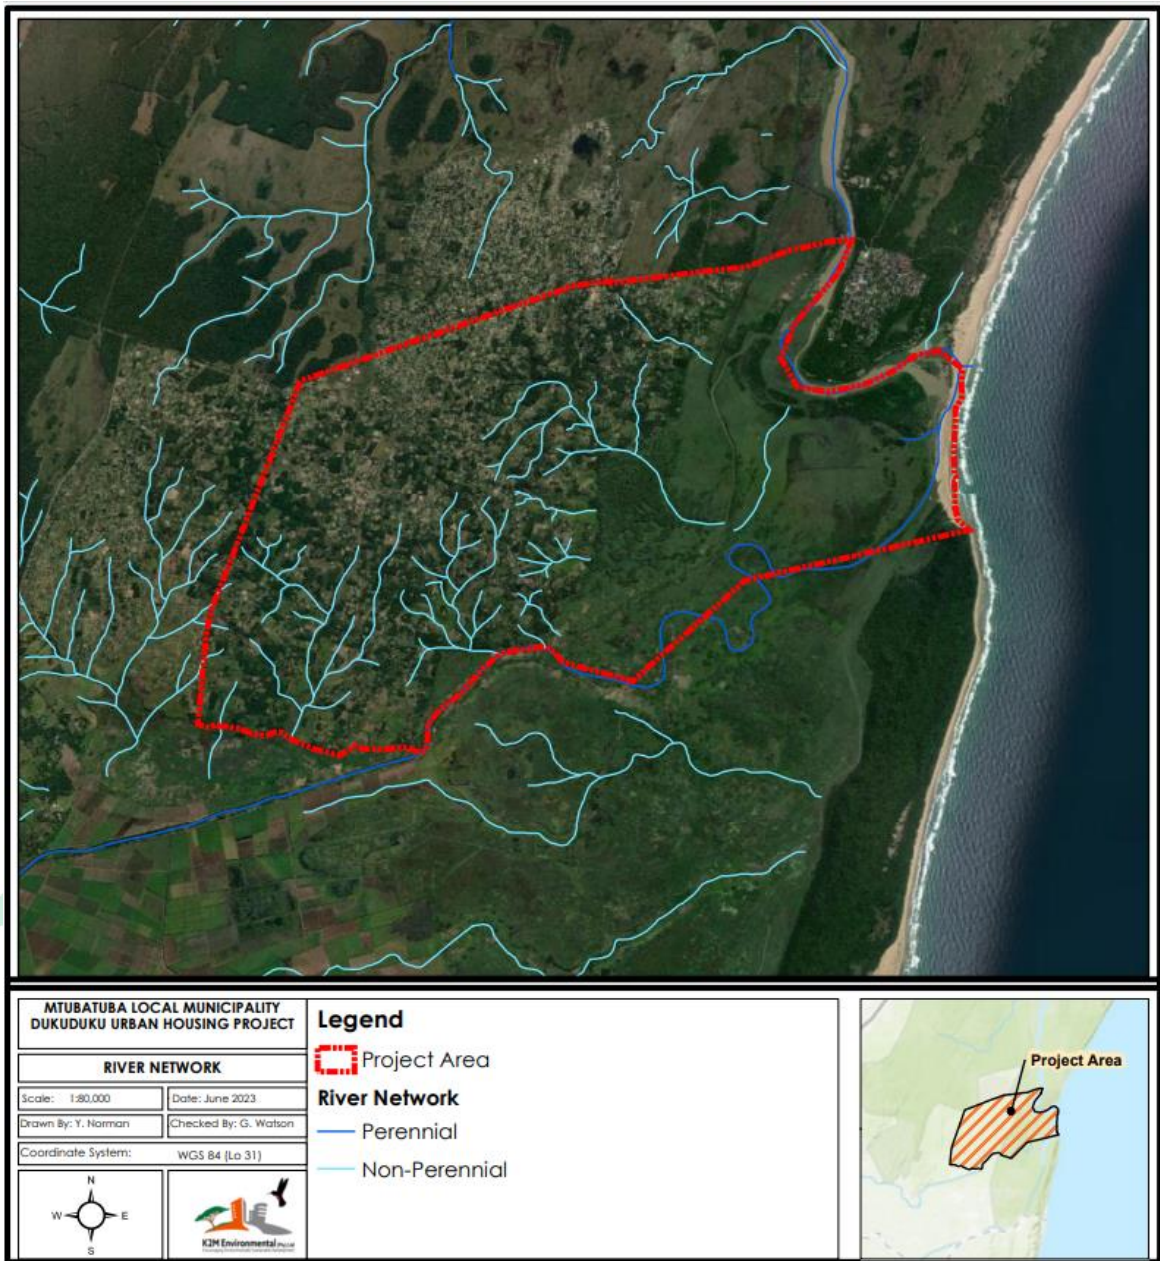 MTUBATUBA LOCAL MUNICIPALITY
DUKUDUKU URBAN HOUSING PROJECT
RIVER NETWORK
Scale: 1:80,000
Date: June 2023
Drawn By: Y. Norman
Checked By: G. Watson
Coordinate System: WGS 84 (Lo 31)
N
W E
S
K2M Environmental (Pty) Ltd
Legend
Project Area
River Network
Perennial
Non-Perennial
Project Area